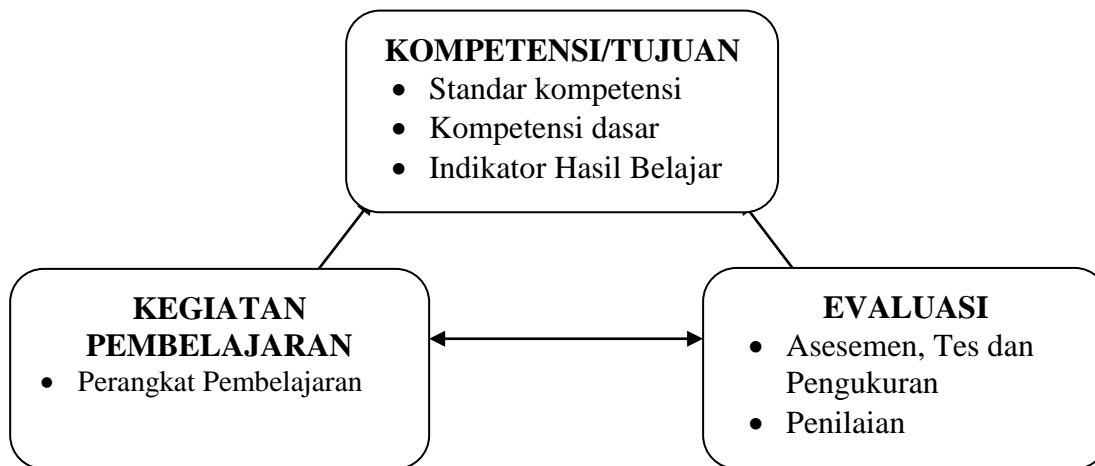 KOMPETENSI/TUJUAN
• Standar kompetensi
• Kompetensi dasar
• Indikator Hasil Belajar
KEGIATAN
PEMBELAJARAN
• Perangkat Pembelajaran
EVALUASI
• Asesemen, Tes dan
Pengukuran
• Penilaian